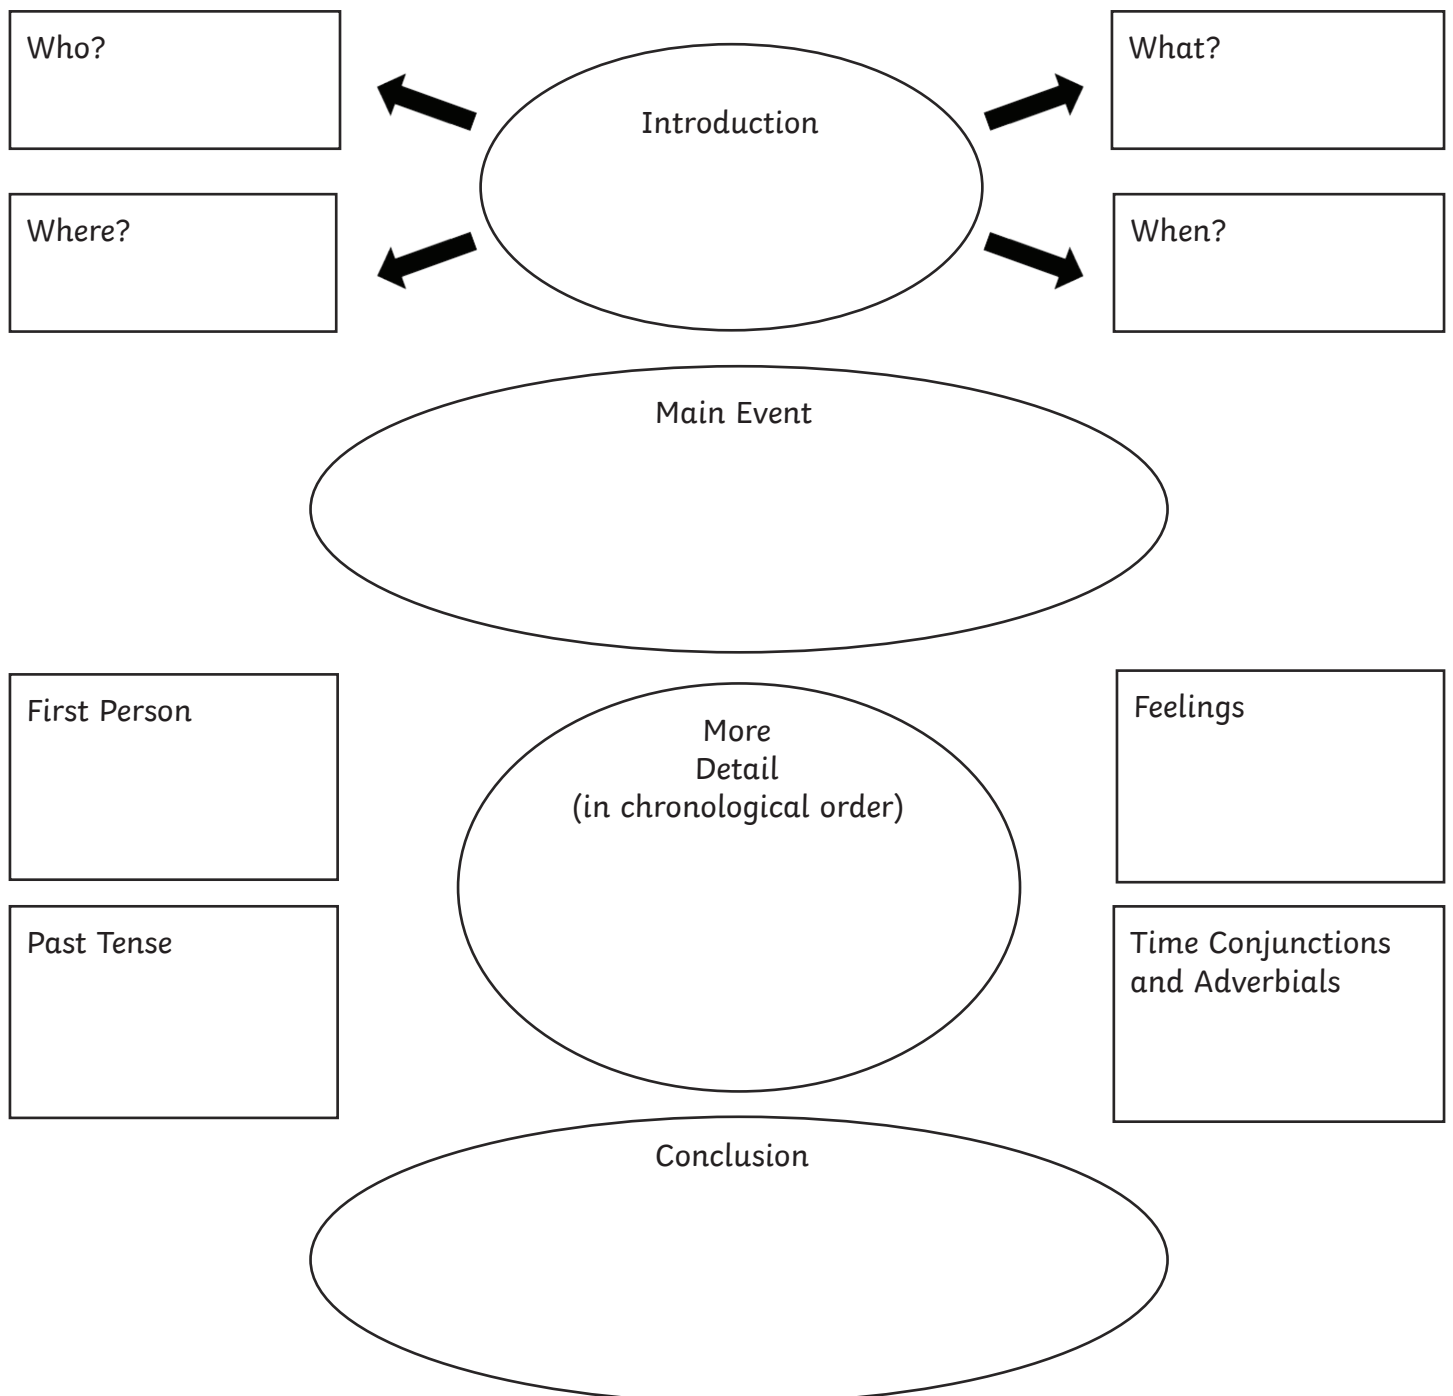 Who?
Introduction
What?
Where?
When?
Main Event
First Person
More
Detail
(in chronological order)
Feelings
Past Tense
Time Conjunctions
and Adverbials
Conclusion